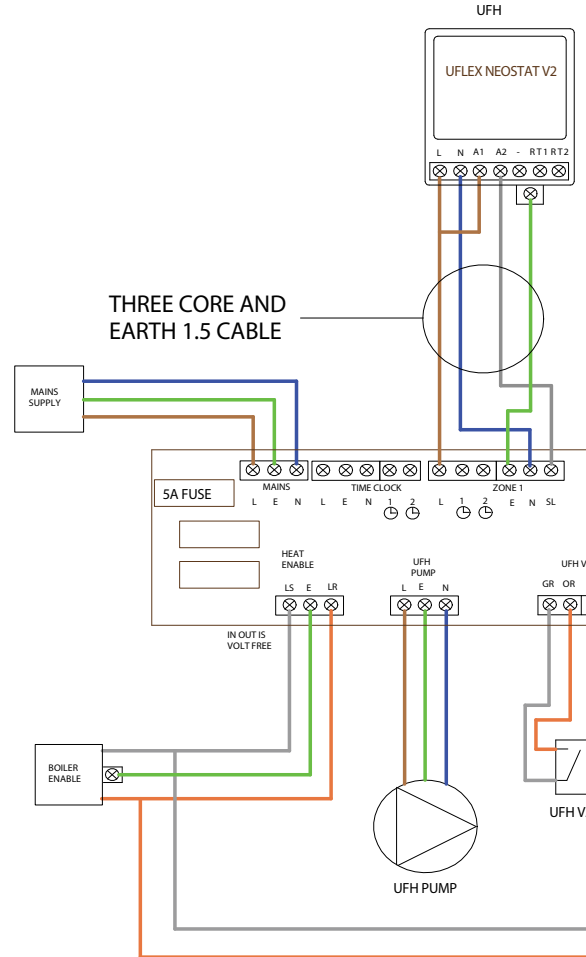 UFH
UFLEX NEOSTAT V2
L N A1 A2 - RT1 RT2
THREE CORE AND
EARTH 1.5 CABLE
MAINS
SUPPLY
5A FUSE
MAINS
TIME CLOCK
ZONE 1
L E N L E N 1 2 L 1 2 E N SL
HEAT
ENABLE
LS E LR
UFH
PUMP
L E N
UFH V
GR OR
IN OUT IS
VOLT FREE
BOILER
ENABLE
UFH V
UFH PUMP